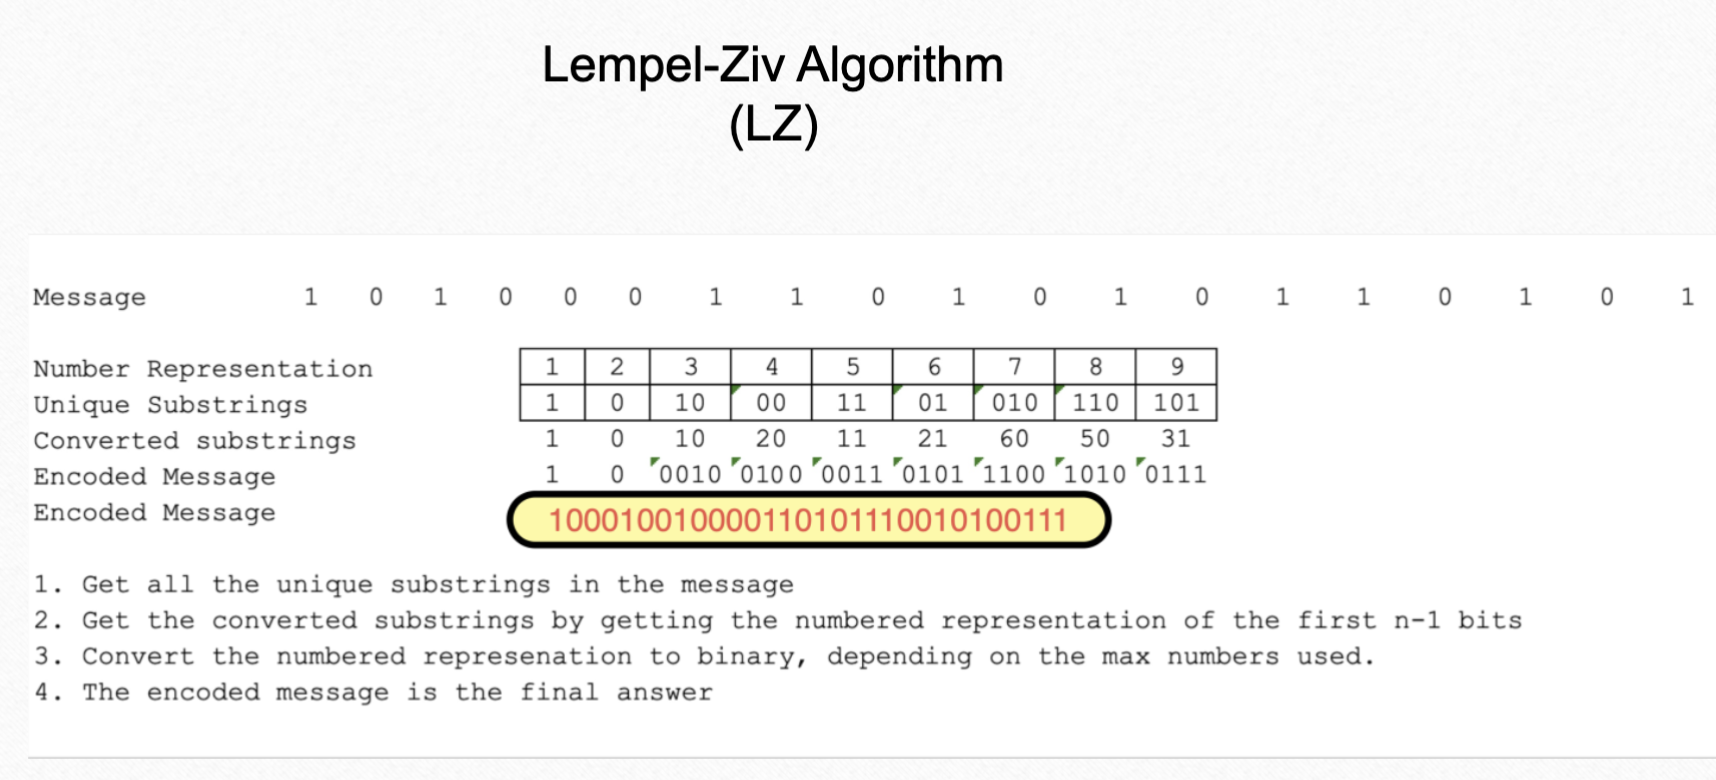 Lempel-Ziv Algorithm
(LZ)
Message 1 0 1 0 0 0 1 1 0 1 0 1 0 1 1 0 1 0 1
Number Representation 1 2 3 4 5 6 7 8 9
Unique Substrings 1 0 10 00 11 01 010 110 101
Converted substrings 1 0 10 20 11 21 60 50 31
Encoded Message 1 0 0010 0100 0011 0101 1100 1010 0111
Encoded Message 100010010000110101110010100111
1. Get all the unique substrings in the message
2. Get the converted substrings by getting the numbered representation of the first n-1 bits
3. Convert the numbered represenation to binary, depending on the max numbers used.
4. The encoded message is the final answer